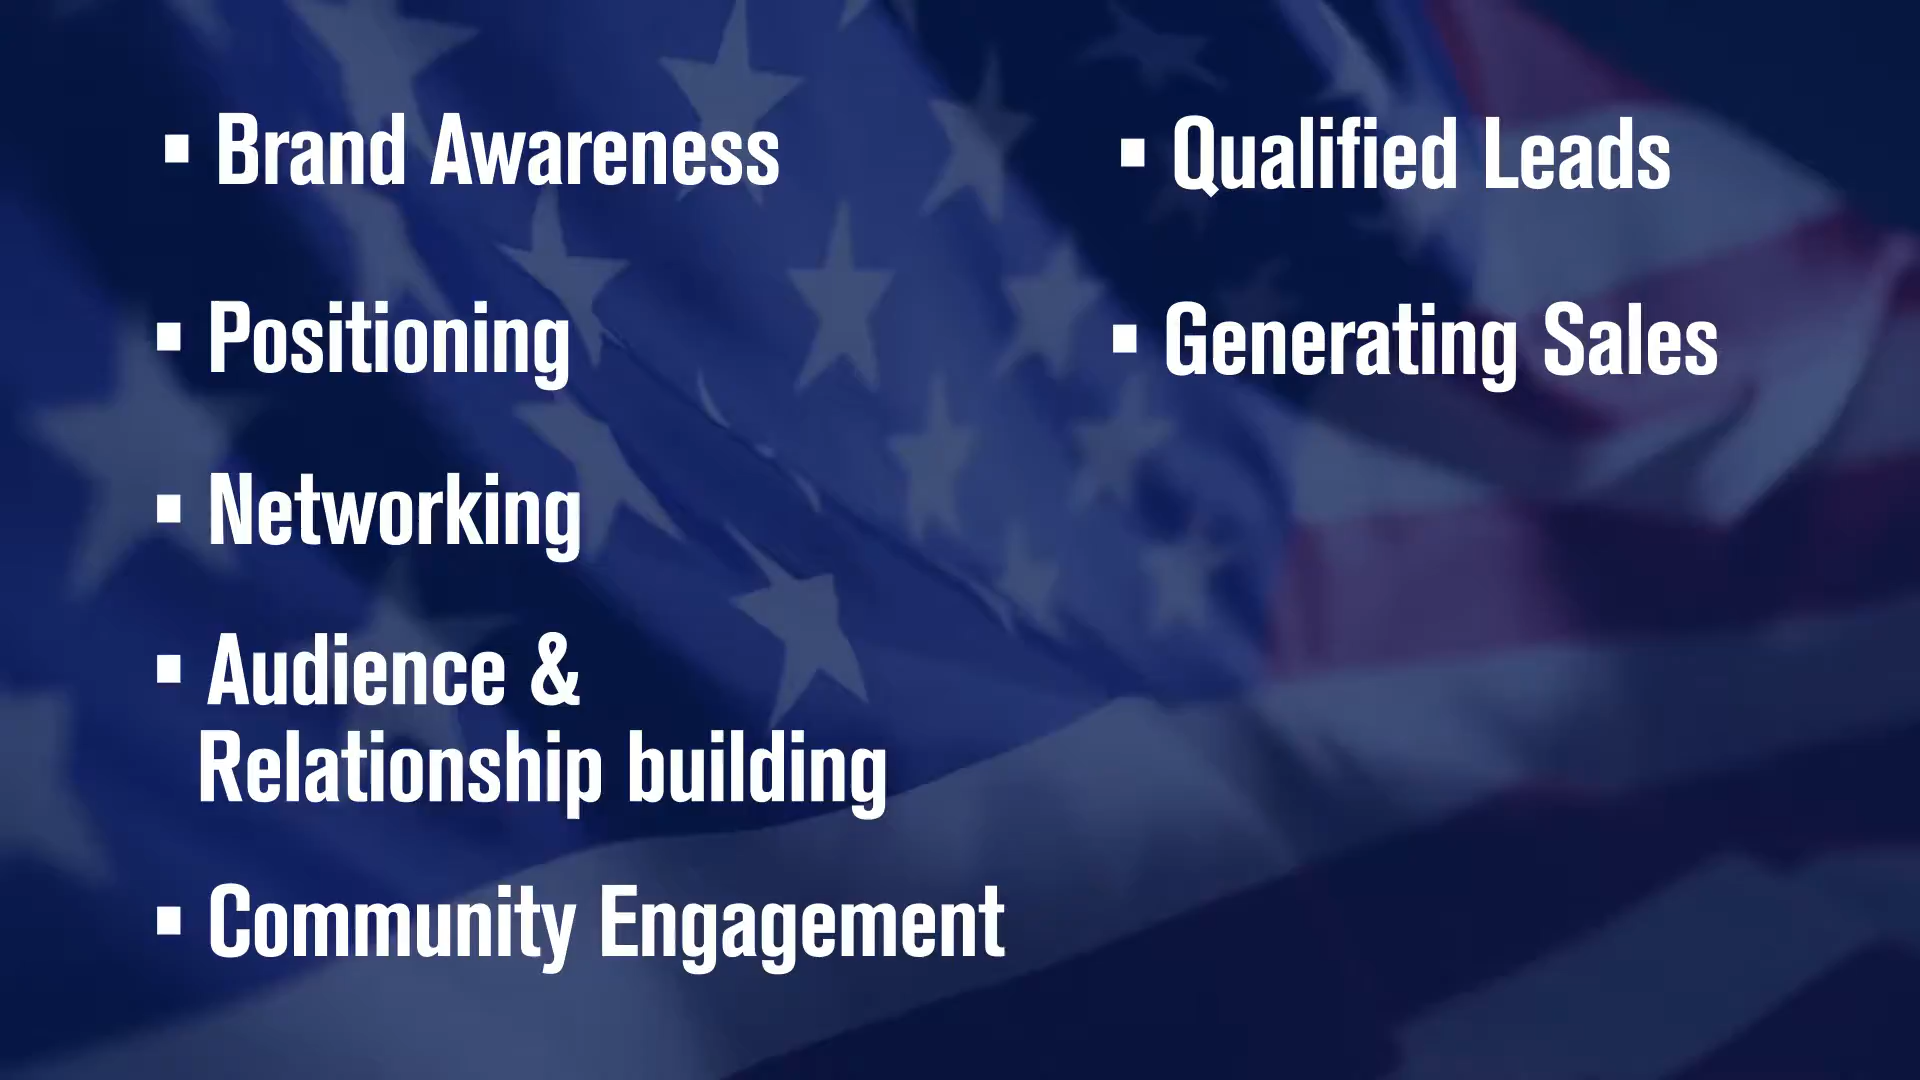 ▪ Brand Awareness
▪ Positioning
▪ Networking
▪ Audience &
Relationship building
▪ Community Engagement
▪ Qualified Leads
▪ Generating Sales